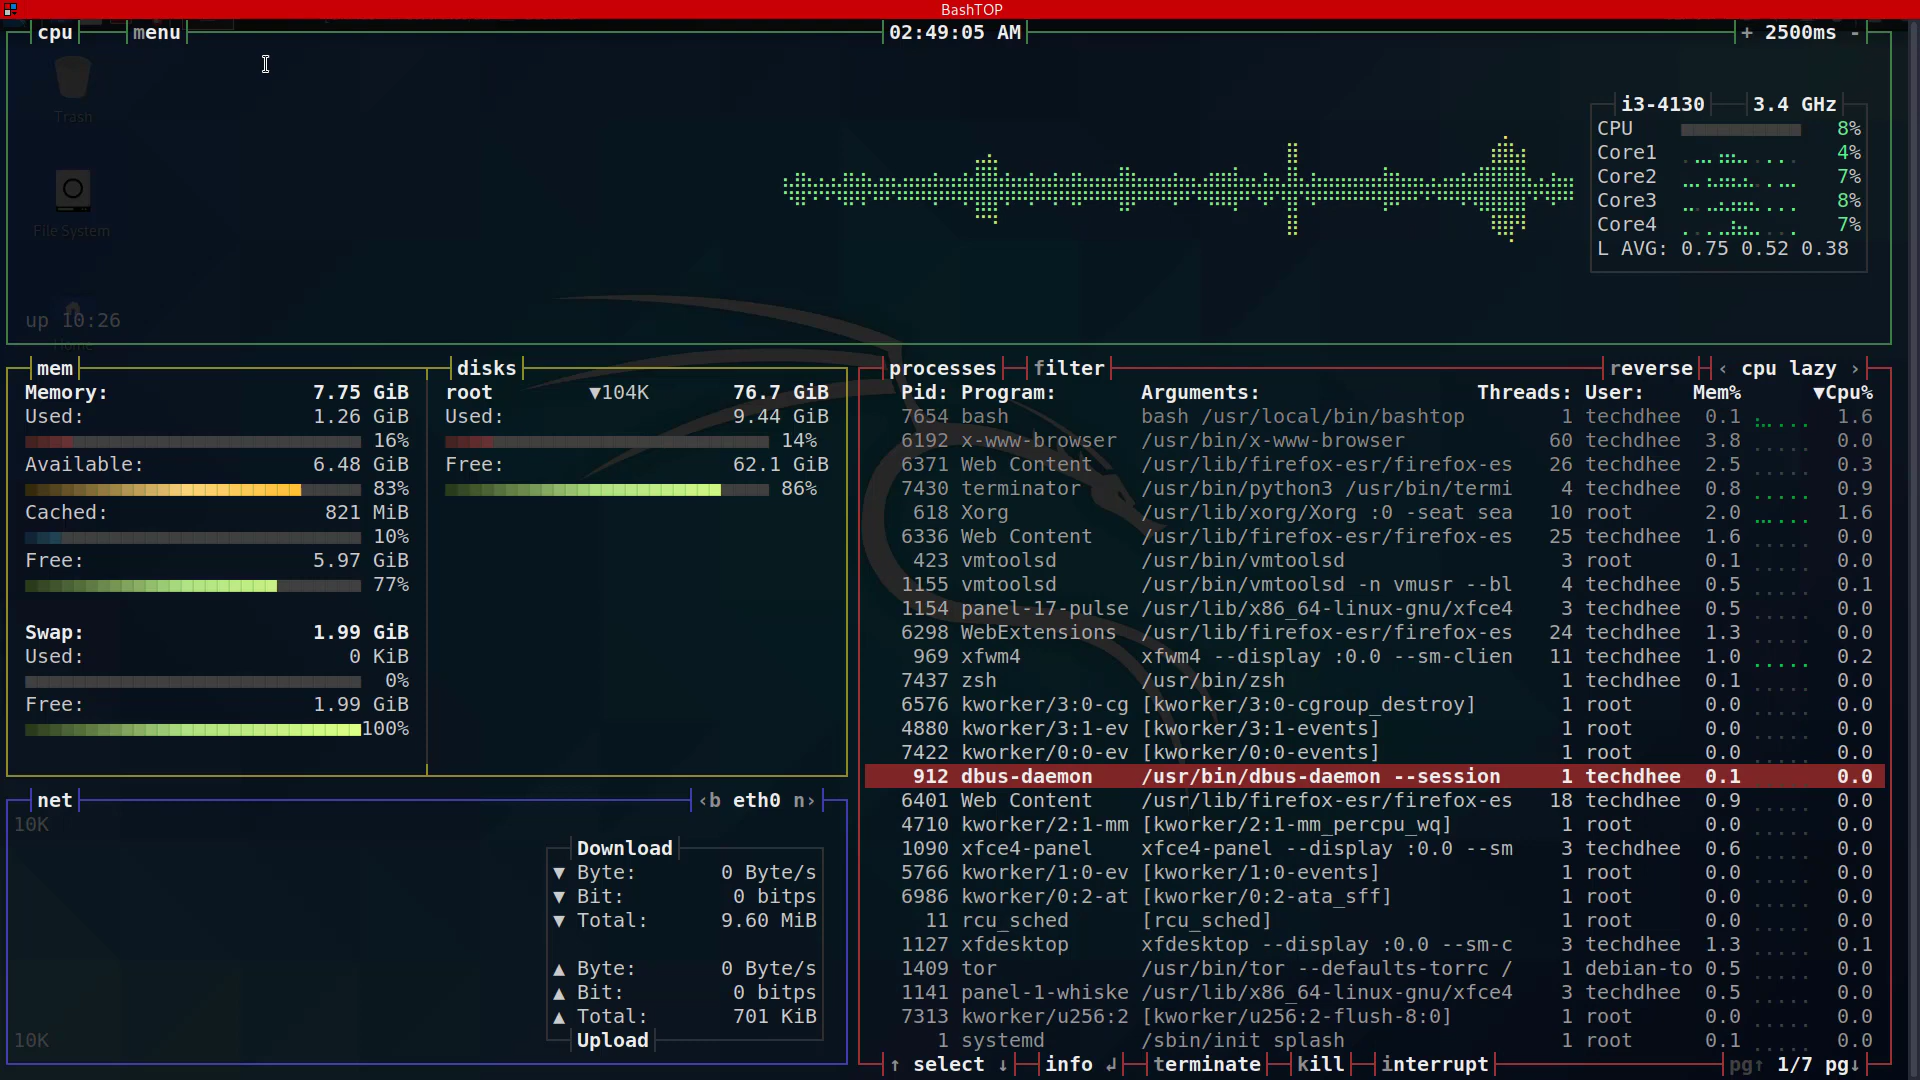 BashTOP
cpu menu 02:49:05 AM + 2500ms -
Trash
i3-4130 3.4 GHz
CPU 8%
Core1 4%
Core2 7%
Core3 8%
Core4 7%
L AVG: 0.75 0.52 0.38
File System
up 10:26
Home
mem
Memory: 7.75 GiB
Used: 1.26 GiB
16%
Available: 6.48 GiB
83%
Cached: 821 MiB
10%
Free: 5.97 GiB
77%
Swap: 1.99 GiB
Used: 0 KiB
0%
Free: 1.99 GiB
100%
disks
root ▼104K 76.7 GiB
Used: 9.44 GiB
14%
Free: 62.1 GiB
86%
net ‹b eth0 n›
10K
Download
▼ Byte: 0 Byte/s
▼ Bit: 0 bitps
▼ Total: 9.60 MiB
▲ Byte: 0 Byte/s
▲ Bit: 0 bitps
▲ Total: 701 KiB
Upload
10K
processes filter reverse ‹ cpu lazy ›
Pid: Program: Arguments: Threads: User: Mem% ▼Cpu%
7654 bash bash /usr/local/bin/bashtop 1 techdhee 0.1 1.6
6192 x-www-browser /usr/bin/x-www-browser 60 techdhee 3.8 0.0
6371 Web Content /usr/lib/firefox-esr/firefox-es 26 techdhee 2.5 0.3
7430 terminator /usr/bin/python3 /usr/bin/termi 4 techdhee 0.8 0.9
618 Xorg /usr/lib/xorg/Xorg :0 -seat sea 10 root 2.0 1.6
6336 Web Content /usr/lib/firefox-esr/firefox-es 25 techdhee 1.6 0.0
423 vmtoolsd /usr/bin/vmtoolsd 3 root 0.1 0.0
1155 vmtoolsd /usr/bin/vmtoolsd -n vmusr --bl 4 techdhee 0.5 0.1
1154 panel-17-pulse /usr/lib/x86_64-linux-gnu/xfce4 3 techdhee 0.5 0.0
6298 WebExtensions /usr/lib/firefox-esr/firefox-es 24 techdhee 1.3 0.0
969 xfwm4 xfwm4 --display :0.0 --sm-clien 11 techdhee 1.0 0.2
7437 zsh /usr/bin/zsh 1 techdhee 0.1 0.0
6576 kworker/3:0-cg [kworker/3:0-cgroup_destroy] 1 root 0.0 0.0
4880 kworker/3:1-ev [kworker/3:1-events] 1 root 0.0 0.0
7422 kworker/0:0-ev [kworker/0:0-events] 1 root 0.0 0.0
912 dbus-daemon /usr/bin/dbus-daemon --session 1 techdhee 0.1 0.0
6401 Web Content /usr/lib/firefox-esr/firefox-es 18 techdhee 0.9 0.0
4710 kworker/2:1-mm [kworker/2:1-mm_percpu_wq] 1 root 0.0 0.0
1090 xfce4-panel xfce4-panel --display :0.0 --sm 3 techdhee 0.6 0.0
5766 kworker/1:0-ev [kworker/1:0-events] 1 root 0.0 0.0
6986 kworker/0:2-at [kworker/0:2-ata_sff] 1 root 0.0 0.0
11 rcu_sched [rcu_sched] 1 root 0.0 0.0
1127 xfdesktop xfdesktop --display :0.0 --sm-c 3 techdhee 1.3 0.1
1409 tor /usr/bin/tor --defaults-torrc / 1 debian-to 0.5 0.0
1141 panel-1-whiske /usr/lib/x86_64-linux-gnu/xfce4 3 techdhee 0.5 0.0
7313 kworker/u256:2 [kworker/u256:2-flush-8:0] 1 root 0.0 0.0
1 systemd /sbin/init splash 1 root 0.1 0.0
↑ select ↓ info ↲ terminate kill interrupt pg↑ 1/7 pg↓